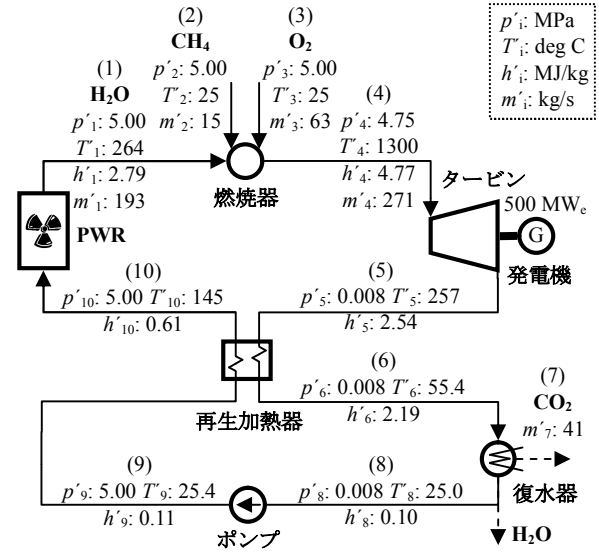 p´i: MPa
T´i: deg C
h´i: MJ/kg
m´i: kg/s
(1)
H2O
p´1: 5.00
T´1: 264
h´1: 2.79
m´1: 193
(2)
CH4
p´2: 5.00
T´2: 25
m´2: 15
(3)
O2
p´3: 5.00
T´3: 25
m´3: 63
(4)
p´4: 4.75
T´4: 1300
h´4: 4.77
m´4: 271
燃焼器
タービン
500 MWe
G
発電機
PWR
(10)
p´10: 5.00 T´10: 145
h´10: 0.61
(5)
p´5: 0.008 T´5: 257
h´5: 2.54
再生加熱器
(6)
p´6: 0.008 T´6: 55.4
h´6: 2.19
(7)
CO2
m´7: 41
復水器
H2O
(8)
p´8: 0.008 T´8: 25.0
h´8: 0.10
ポンプ
(9)
p´9: 5.00 T´9: 25.4
h´9: 0.11